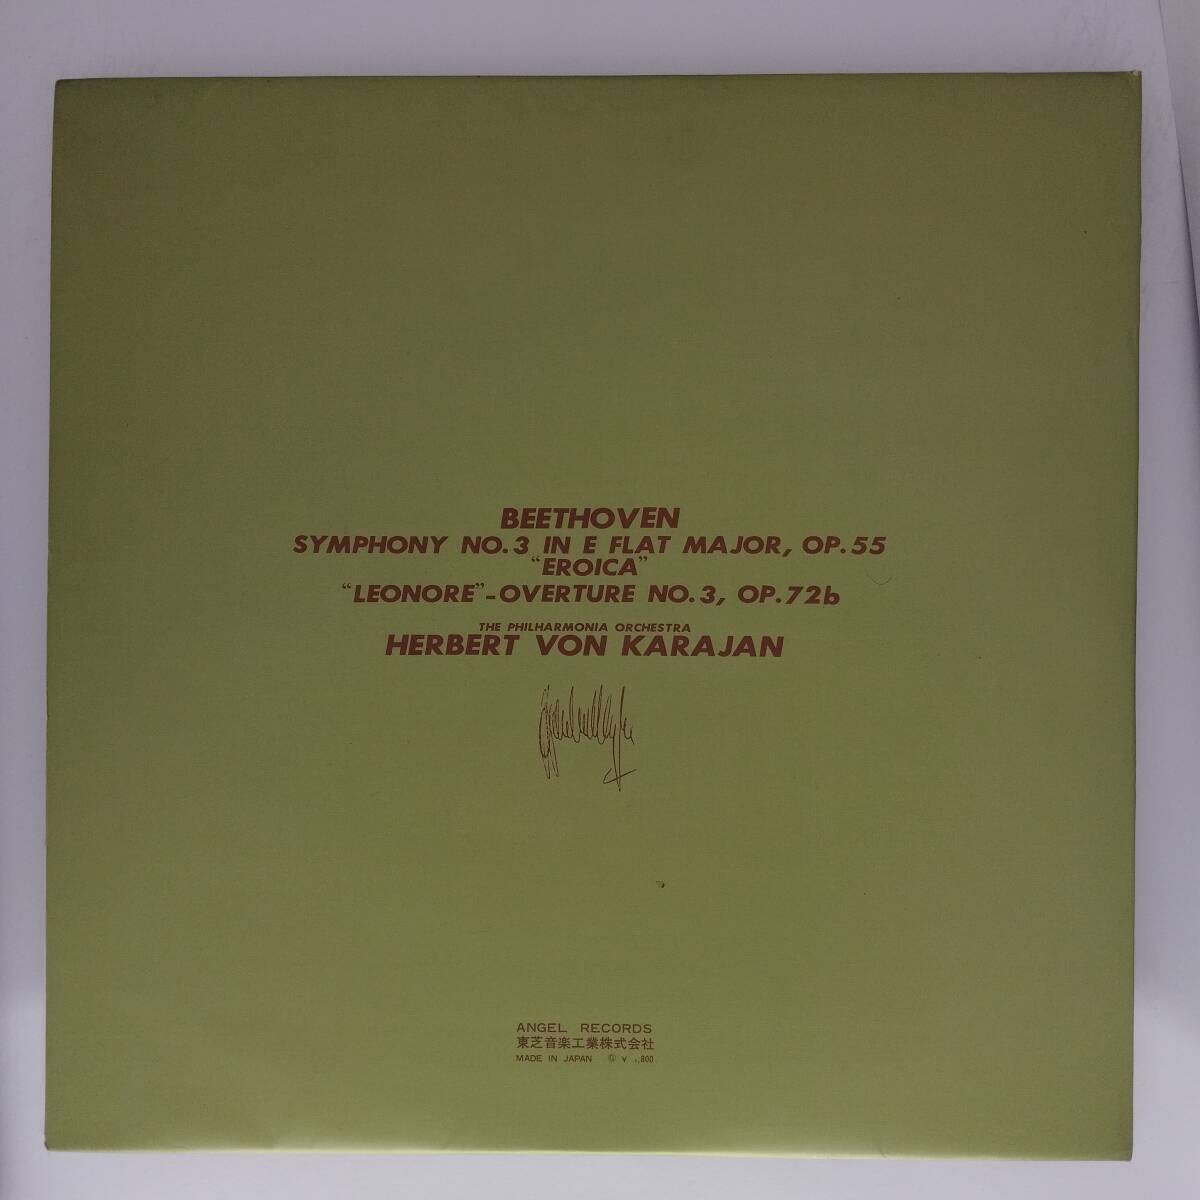 BEETHOVEN
SYMPHONY NO.3 IN E FLAT MAJOR, OP.55
“EROICA”
“LEONORE”-OVERTURE NO.3, OP.72b
THE PHILHARMONIA ORCHESTRA
HERBERT VON KARAJAN
ANGEL RECORDS
東芝音楽工業株式会社
MADE IN JAPAN ¥ ,800